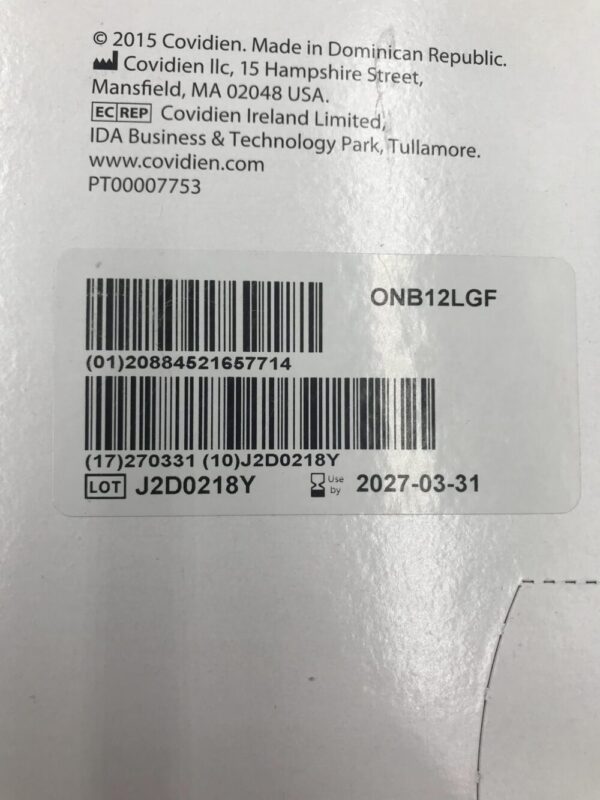 © 2015 Covidien. Made in Dominican Republic.
Covidien llc, 15 Hampshire Street,
Mansfield, MA 02048 USA.
EC REP Covidien Ireland Limited,
IDA Business & Technology Park, Tullamore.
www.covidien.com
PT00007753
ONB12LGF
(01)20884521657714
(17)270331 (10)J2D0218Y
LOT J2D0218Y Use by 2027-03-31